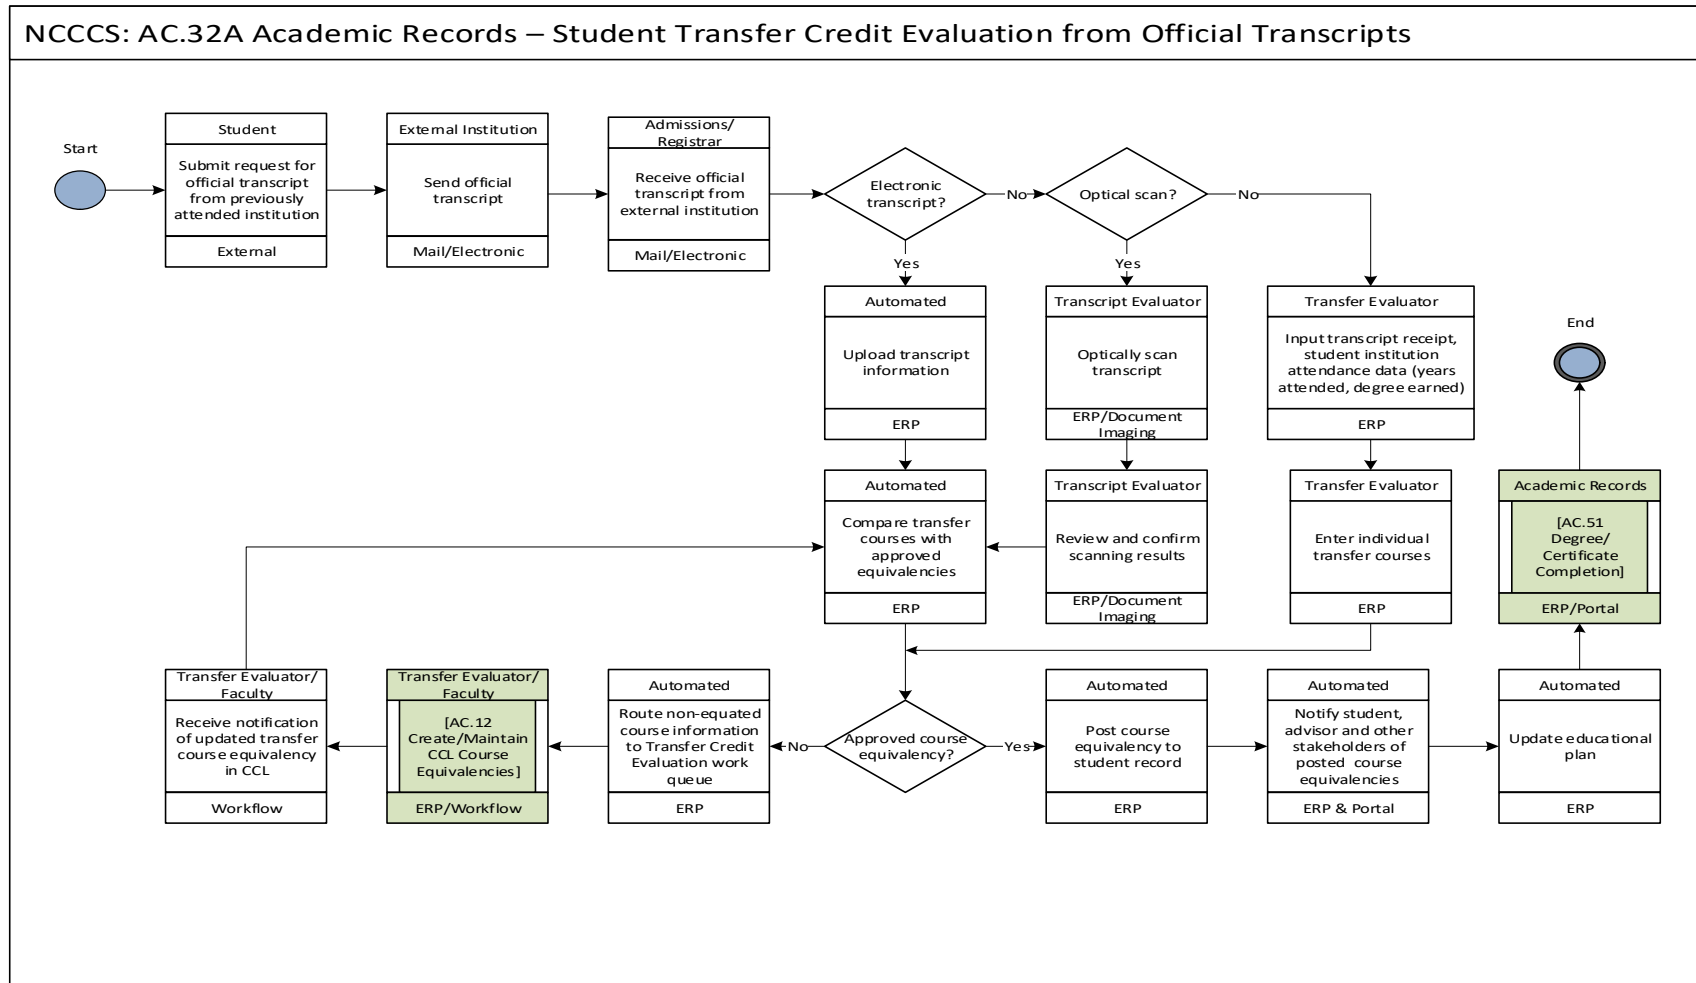 NCCCS: AC.32A Academic Records – Student Transfer Credit Evaluation from Official Transcripts
Start
Student
Submit request for
official transcript
from previously
attended institution
External
External Institution
Send official
transcript
Mail/Electronic
Admissions/
Registrar
Receive official
transcript from
external institution
Mail/Electronic
Electronic
transcript?
No
Optical scan?
No
Yes
Yes
Automated
Upload transcript
information
ERP
Transcript Evaluator
Optically scan
transcript
ERP/Document
Imaging
Transfer Evaluator
Input transcript receipt,
student institution
attendance data (years
attended, degree earned)
ERP
End
Automated
Compare transfer
courses with
approved
equivalencies
ERP
Transcript Evaluator
Review and confirm
scanning results
ERP/Document
Imaging
Transfer Evaluator
Enter individual
transfer courses
ERP
Academic Records
[AC.51
Degree/
Certificate
Completion]
ERP/Portal
Transfer Evaluator/
Faculty
Receive notification
of updated transfer
course equivalency
in CCL
Workflow
Transfer Evaluator/
Faculty
[AC.12
Create/Maintain
CCL Course
Equivalencies]
ERP/Workflow
Automated
Route non-equated
course information
to Transfer Credit
Evaluation work
queue
ERP
No
Approved course
equivalency?
Yes
Automated
Post course
equivalency to
student record
ERP
Automated
Notify student,
advisor and other
stakeholders of
posted course
equivalencies
ERP & Portal
Automated
Update educational
plan
ERP